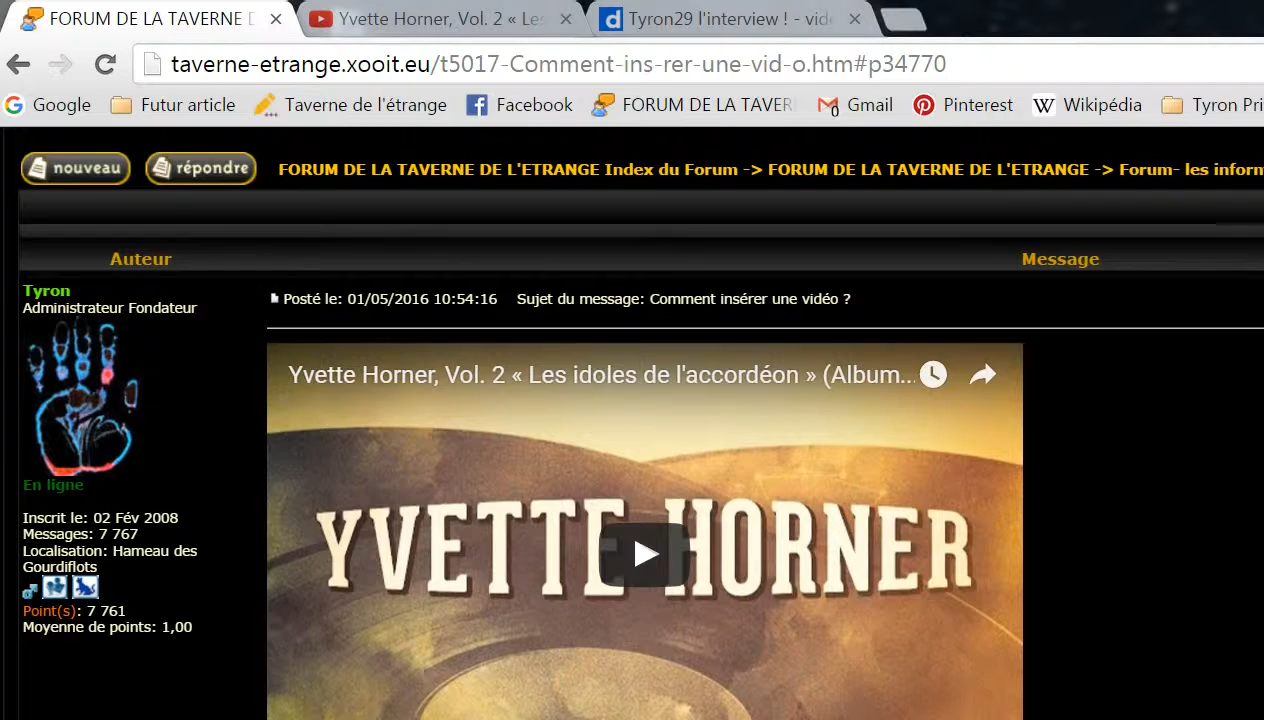 FORUM DE LA TAVERNE D
Yvette Horner, Vol. 2 « Les
Tyron29 l'interview ! - vid
taverne-etrange.xooit.eu/t5017-Comment-ins-rer-une-vid-o.htm#p34770
Google Futur article Taverne de l'étrange Facebook FORUM DE LA TAVER Gmail Pinterest Wikipédia Tyron Pri
nouveau répondre FORUM DE LA TAVERNE DE L'ETRANGE Index du Forum -> FORUM DE LA TAVERNE DE L'ETRANGE -> Forum- les inform
Auteur Message
Tyron
Administrateur Fondateur
Posté le: 01/05/2016 10:54:16 Sujet du message: Comment insérer une vidéo ?
Yvette Horner, Vol. 2 « Les idoles de l'accordéon » (Album...
YVETTE HORNER
En ligne
Inscrit le: 02 Fév 2008
Messages: 7 767
Localisation: Hameau des
Gourdiflots
Point(s): 7 761
Moyenne de points: 1,00